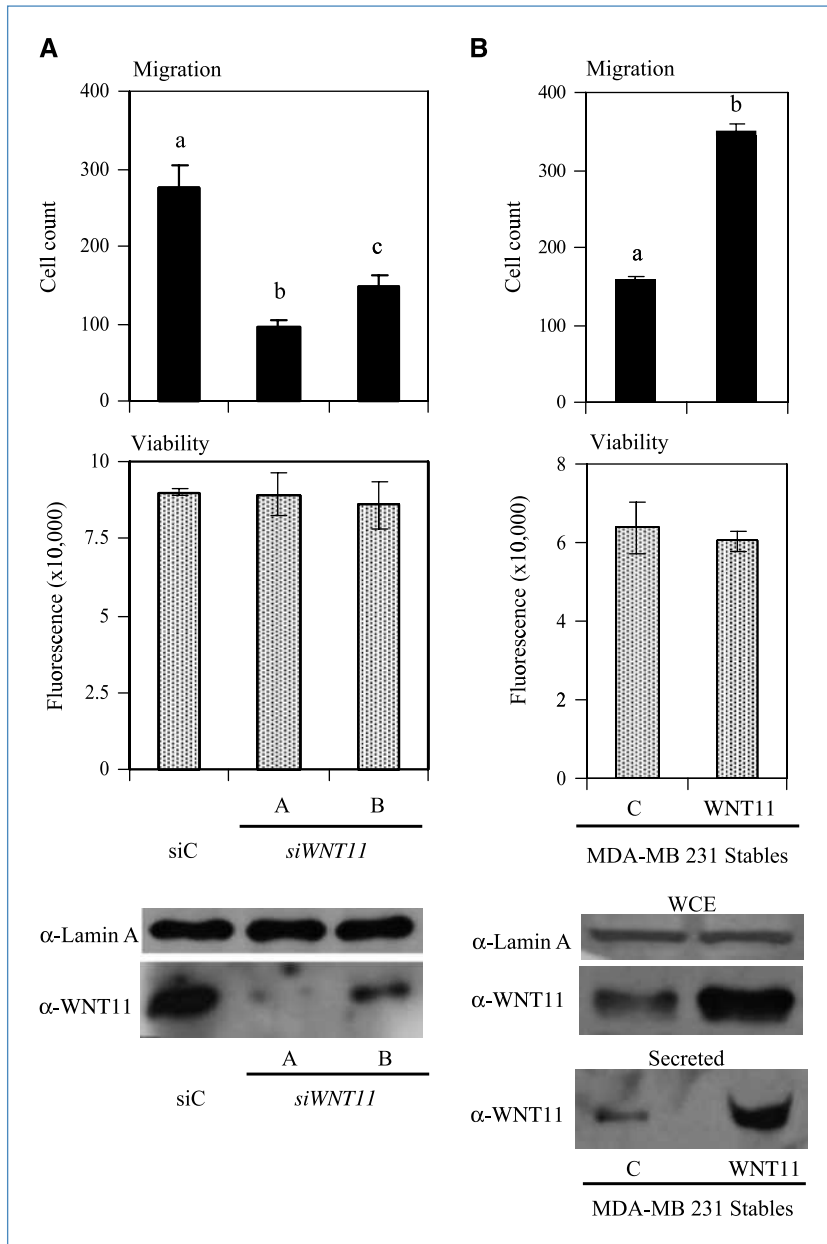 A
Migration
400
300
200
100
0
Cell count
a
b
c
Viability
10
7.5
5
2.5
0
Fluorescence (x10,000)
A B
siC siWNT11
α-Lamin A
α-WNT11
A B
siC siWNT11
B
Migration
400
300
200
100
0
Cell count
a
b
Viability
8
6
4
2
0
Fluorescence (x10,000)
C WNT11
MDA-MB 231 Stables
WCE
α-Lamin A
α-WNT11
Secreted
α-WNT11
C WNT11
MDA-MB 231 Stables